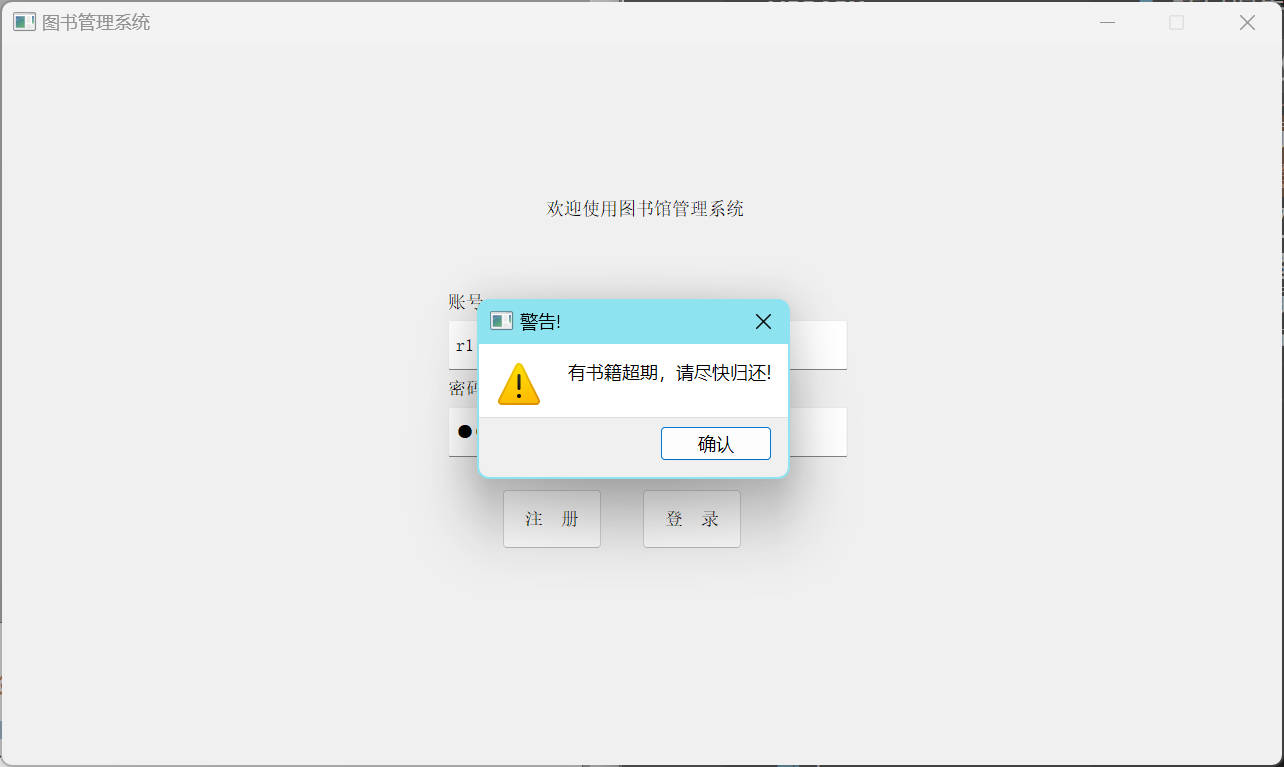 图书管理系统
欢迎使用图书馆管理系统
账号
r1
密码
警告!
有书籍超期，请尽快归还!
确认
注 册
登 录